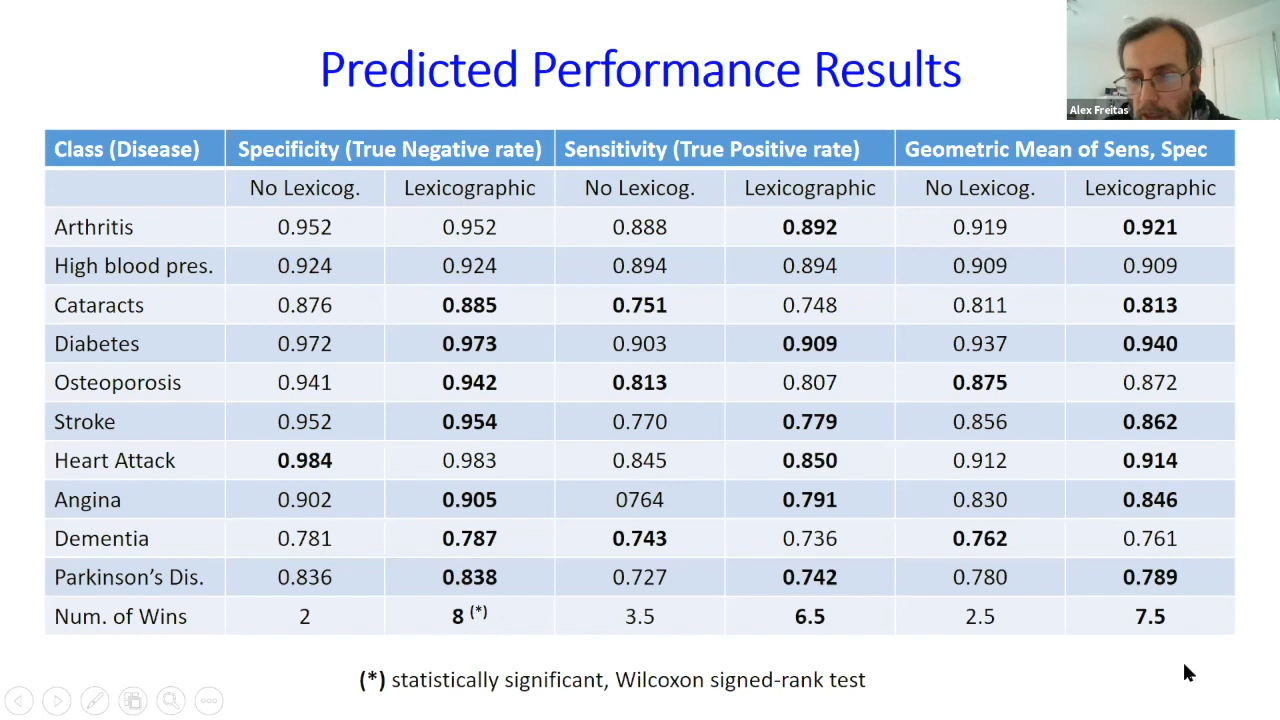 Predicted Performance Results
Alex Freitas
Class (Disease) Specificity (True Negative rate) Sensitivity (True Positive rate) Geometric Mean of Sens, Spec
No Lexicog. Lexicographic No Lexicog. Lexicographic No Lexicog. Lexicographic
Arthritis 0.952 0.952 0.888 0.892 0.919 0.921
High blood pres. 0.924 0.924 0.894 0.894 0.909 0.909
Cataracts 0.876 0.885 0.751 0.748 0.811 0.813
Diabetes 0.972 0.973 0.903 0.909 0.937 0.940
Osteoporosis 0.941 0.942 0.813 0.807 0.875 0.872
Stroke 0.952 0.954 0.770 0.779 0.856 0.862
Heart Attack 0.984 0.983 0.845 0.850 0.912 0.914
Angina 0.902 0.905 0764 0.791 0.830 0.846
Dementia 0.781 0.787 0.743 0.736 0.762 0.761
Parkinson's Dis. 0.836 0.838 0.727 0.742 0.780 0.789
Num. of Wins 2 8 (*) 3.5 6.5 2.5 7.5
(*) statistically significant, Wilcoxon signed-rank test